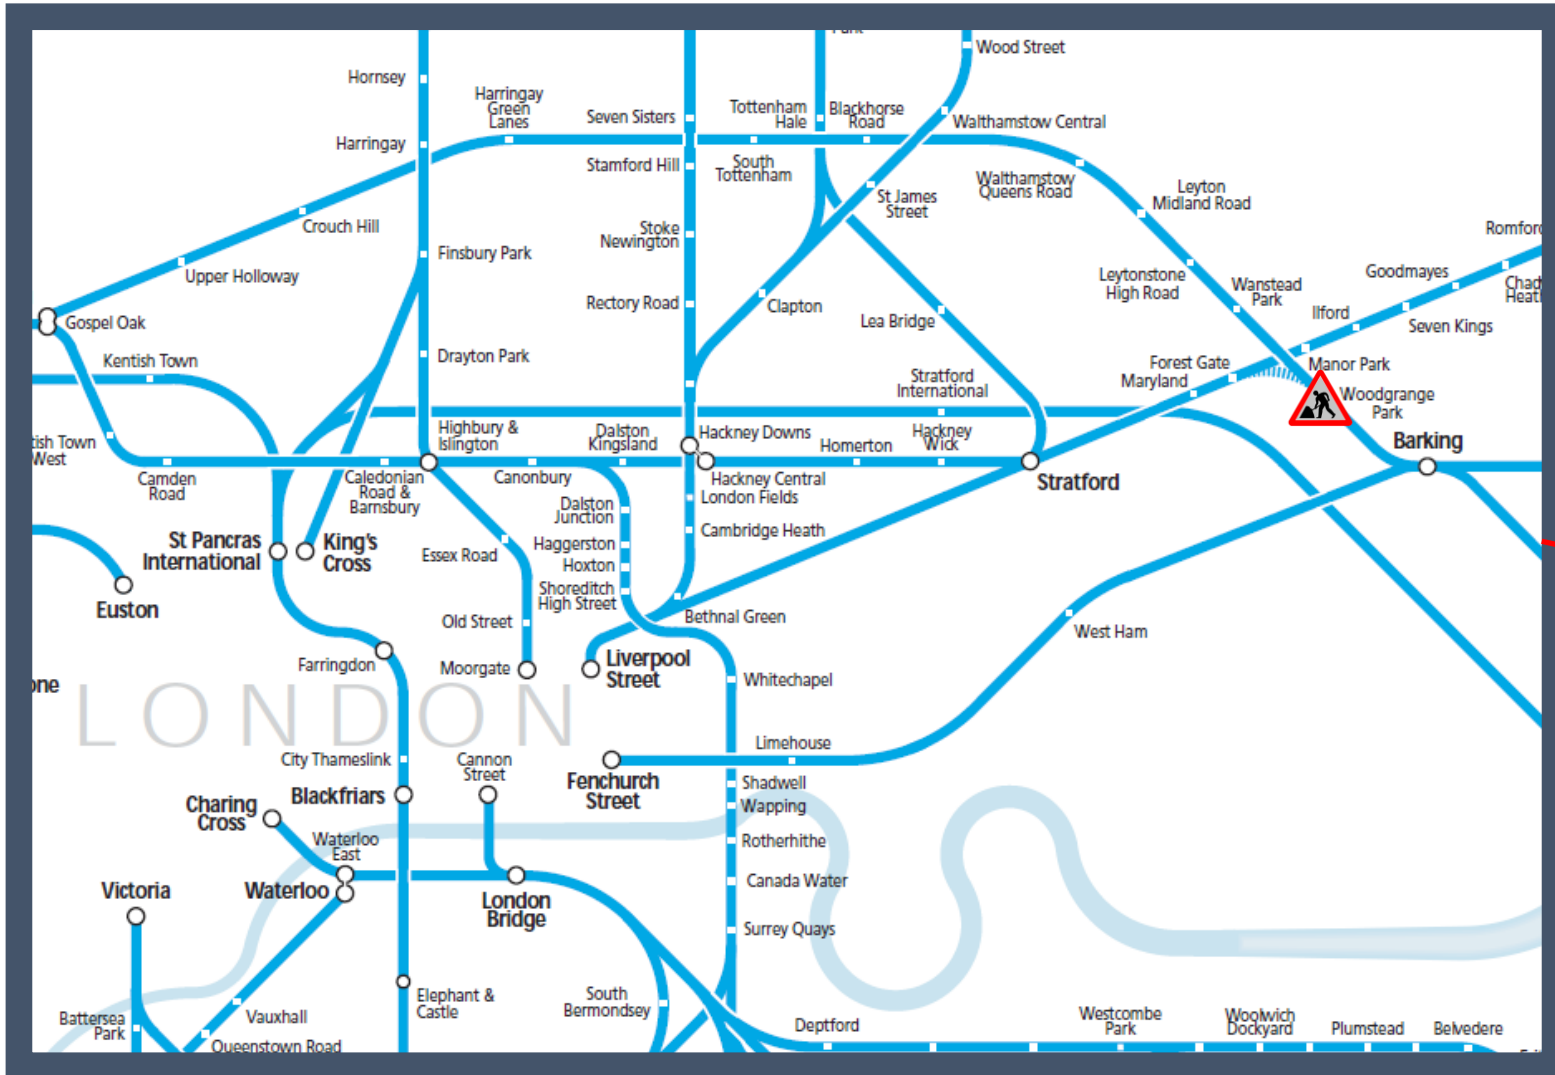 Park
Wood Street
Hornsey
Harringay
Green
Lanes
Seven Sisters
Tottenham
Hale
Blackhorse
Road
Walthamstow Central
Harringay
Stamford Hill
South
Tottenham
Walthamstow
Queens Road
Leyton
Midland Road
St James
Street
Crouch Hill
Stoke
Newington
Finsbury Park
Upper Holloway
Leytonstone
High Road
Wanstead
Park
Goodmayes
Chad
Heat
Gospel Oak
Rectory Road
Clapton
Lea Bridge
Ilford
Seven Kings
Kentish Town
Drayton Park
Stratford
International
Forest Gate
Maryland
Manor Park
Woodgrange
Park
tish Town
West
Highbury &
Islington
Dalston
Kingsland
Hackney Downs
Homerton
Hackney
Wick
Barking
Camden
Road
Caledonian
Road &
Barnsbury
Canonbury
Hackney Central
Stratford
London Fields
Dalston
Junction
Cambridge Heath
St Pancras
International
King's
Cross
Essex Road
Haggerston
Hoxton
Shoreditch
High Street
Euston
Old Street
Bethnal Green
West Ham
Farringdon
Moorgate
Liverpool
Street
Whitechapel
one
LONDON
City Thameslink
Cannon
Street
Limehouse
Fenchurch
Street
Shadwell
Blackfriars
Charing
Cross
Wapping
Waterloo
East
Rotherhithe
Victoria
Waterloo
London
Bridge
Canada Water
Surrey Quays
Elephant &
Castle
South
Bermondsey
Battersea
Park
Vauxhall
Queenstown Road
Deptford
Westcombe
Park
Woolwich
Dockyard
Plumstead
Belvedere